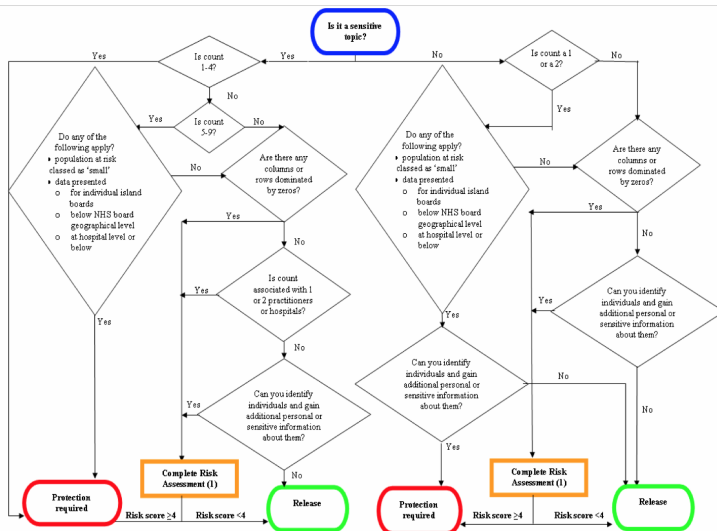 Is it a sensitive
topic?
Yes
Is count
1-4?
Yes
No
Is count a 1
or a 2?
No
No
Yes
Yes
Is count
5-9?
No
Do any of the
following apply?
population at risk
classed as ‘small’
data presented
o for individual island
boards
o below NHS board
geographical level
o at hospital level or
below
No
Are there any
columns or
rows dominated
by zeros?
Do any of the
following apply?
population at risk
classed as ‘small’
data presented
o for individual island
boards
o below NHS board
geographical level
o at hospital level or
below
No
Are there any
columns or
rows dominated
by zeros?
Yes
No
Yes
No
Yes
Is count
associated with 1
or 2 practitioners
or hospitals?
Yes
Can you identify
individuals and gain
additional personal or
sensitive information
about them?
Yes
Yes
No
Can you identify
individuals and gain
additional personal or
sensitive information
about them?
No
Yes
Can you identify
individuals and gain
additional personal or
sensitive information
about them?
No
Yes
No
Complete Risk
Assessment (1)
Complete Risk
Assessment (1)
Protection
required
Risk score ≥4
Risk score <4
Release
Protection
required
Risk score ≥4
Risk score <4
Release